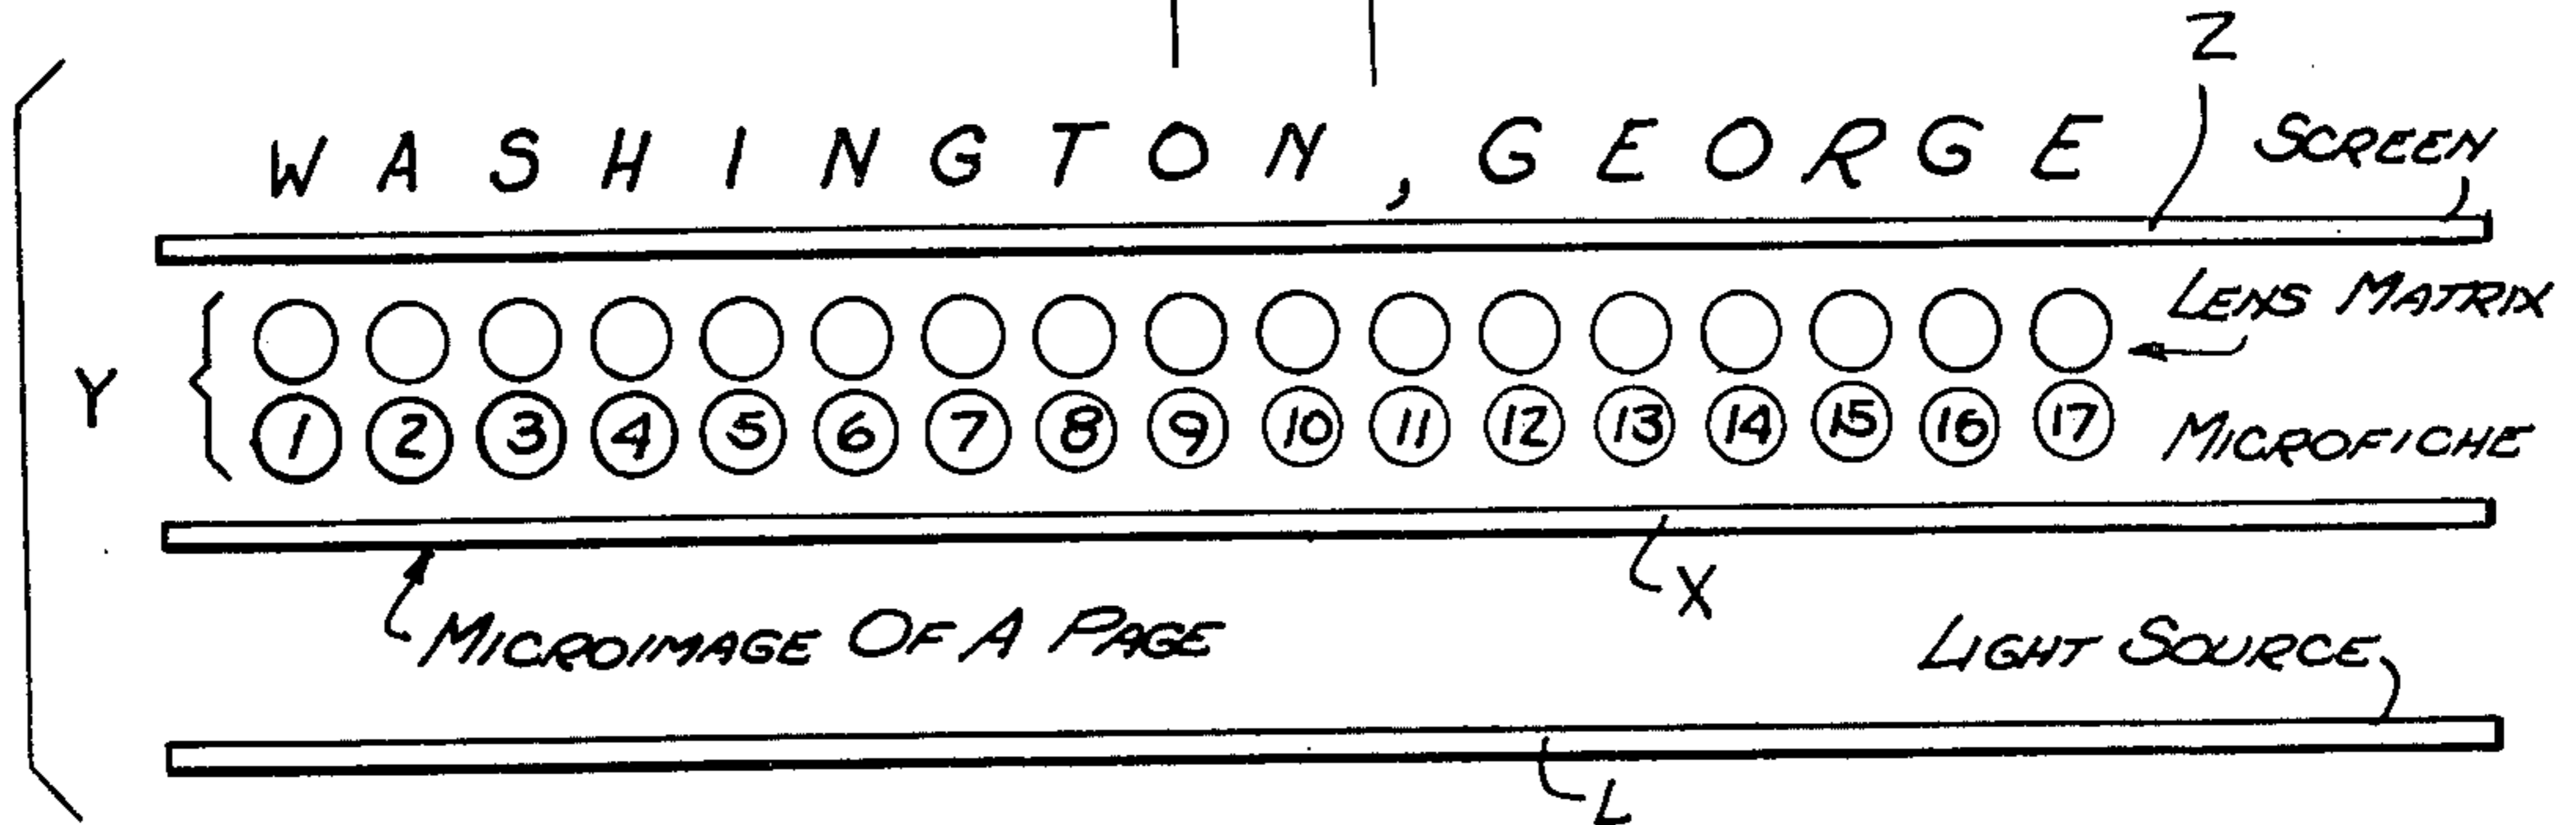 Z
WASHINGTON, GEORGE
SCREEN
LENS MATRIX
Y
1 2 3 4 5 6 7 8 9 10 11 12 13 14 15 16 17
MICROFICHE
X
MICROIMAGE OF A PAGE
LIGHT SOURCE
L